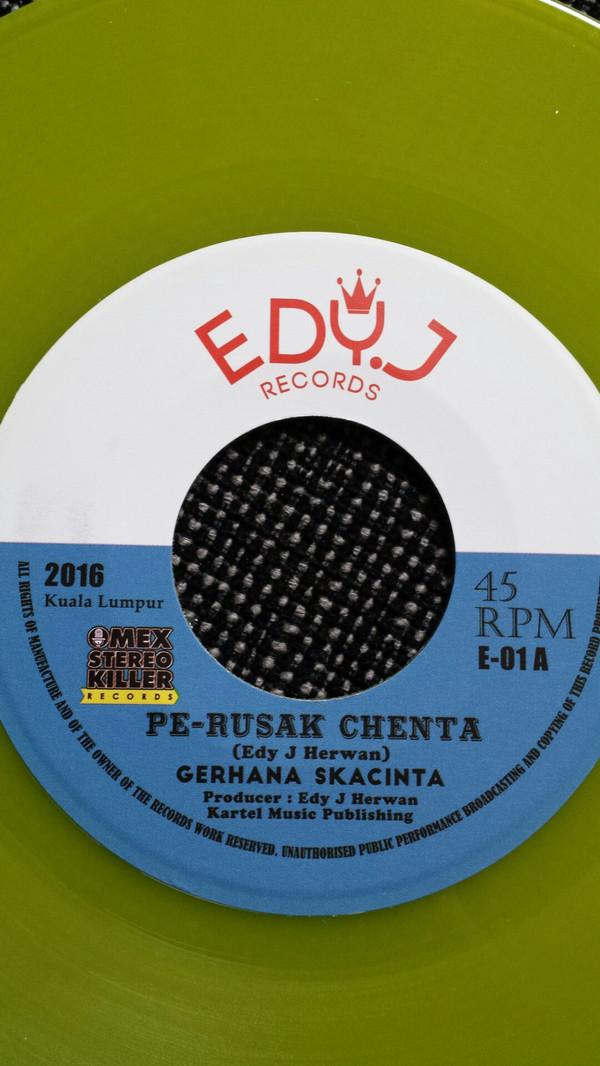 EDY.J
RECORDS
2016
Kuala Lumpur
45
RPM
E-01 A
OMEX
STEREO
KILLER
RECORDS
PE-RUSAK CHENTA
(Edy J Herwan)
GERHANA SKACINTA
Producer : Edy J Herwan
Kartel Music Publishing
ALL RIGHTS OF MANUFACTURE AND OF THE OWNER OF THE RECORDS WORK RESERVED. UNAUTHORISED PUBLIC PERFORMANCE BROADCASTING AND COPYING OF THIS RECORD